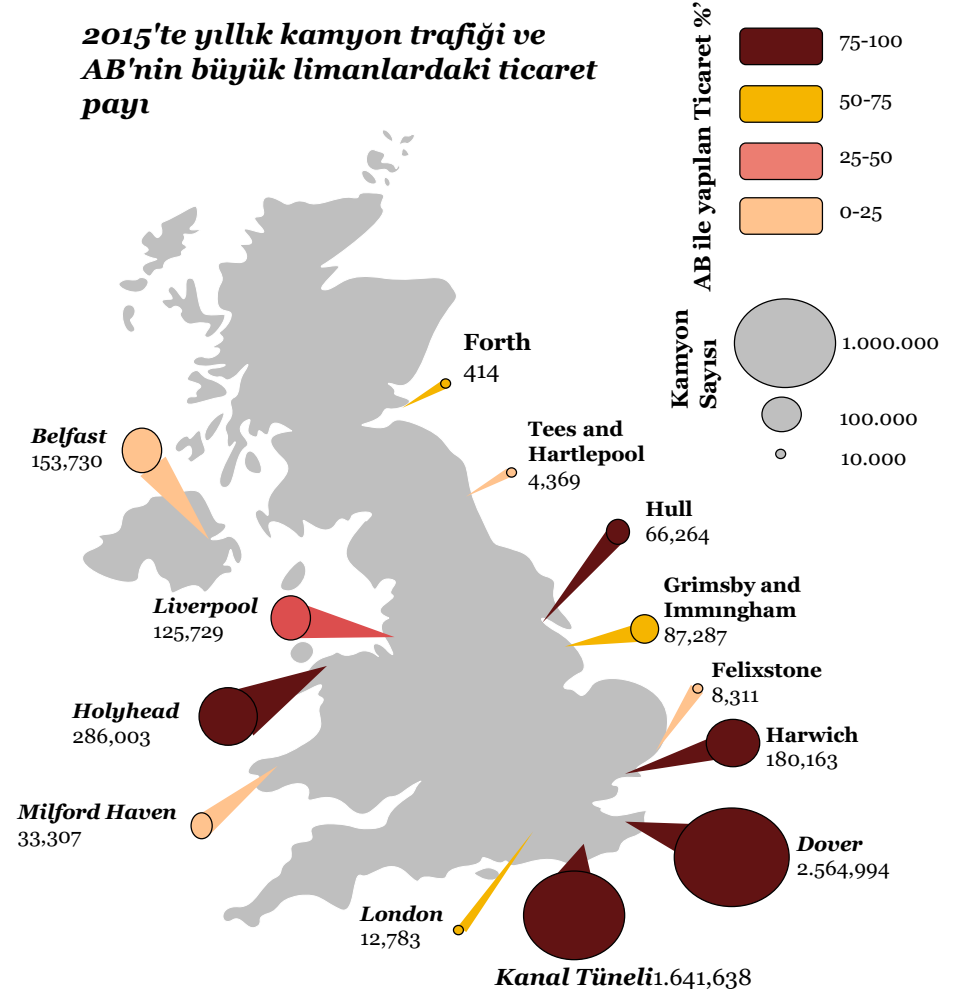 2015'te yıllık kamyon trafiği ve
AB'nin büyük limanlardaki ticaret
payı
AB ile yapılan Ticaret %'
75-100
50-75
25-50
0-25
Kamyon
Sayısı
1.000.000
100.000
10.000
Forth
414
Belfast
153,730
Tees and
Hartlepool
4,369
Hull
66,264
Liverpool
125,729
Grimsby and
Immıngham
87,287
Felixstone
8,311
Holyhead
286,003
Harwich
180,163
Milford Haven
33,307
Dover
2.564,994
London
12,783
Kanal Tüneli1.641,638